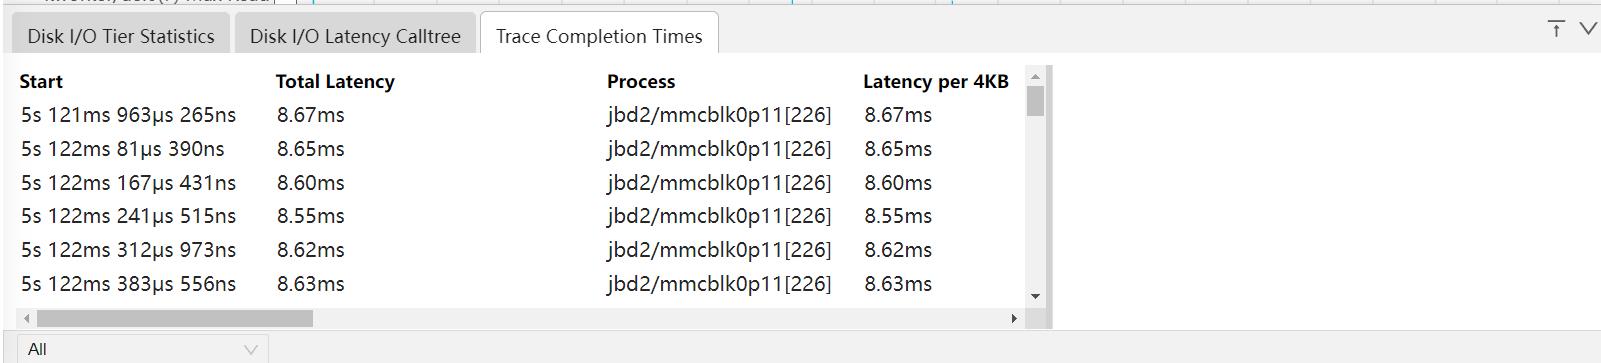 Disk I/O Tier Statistics Disk I/O Latency Calltree Trace Completion Times
Start Total Latency Process Latency per 4KB
5s 121ms 963μs 265ns 8.67ms jbd2/mmcblk0p11[226] 8.67ms
5s 122ms 81μs 390ns 8.65ms jbd2/mmcblk0p11[226] 8.65ms
5s 122ms 167μs 431ns 8.60ms jbd2/mmcblk0p11[226] 8.60ms
5s 122ms 241μs 515ns 8.55ms jbd2/mmcblk0p11[226] 8.55ms
5s 122ms 312μs 973ns 8.62ms jbd2/mmcblk0p11[226] 8.62ms
5s 122ms 383μs 556ns 8.63ms jbd2/mmcblk0p11[226] 8.63ms
All